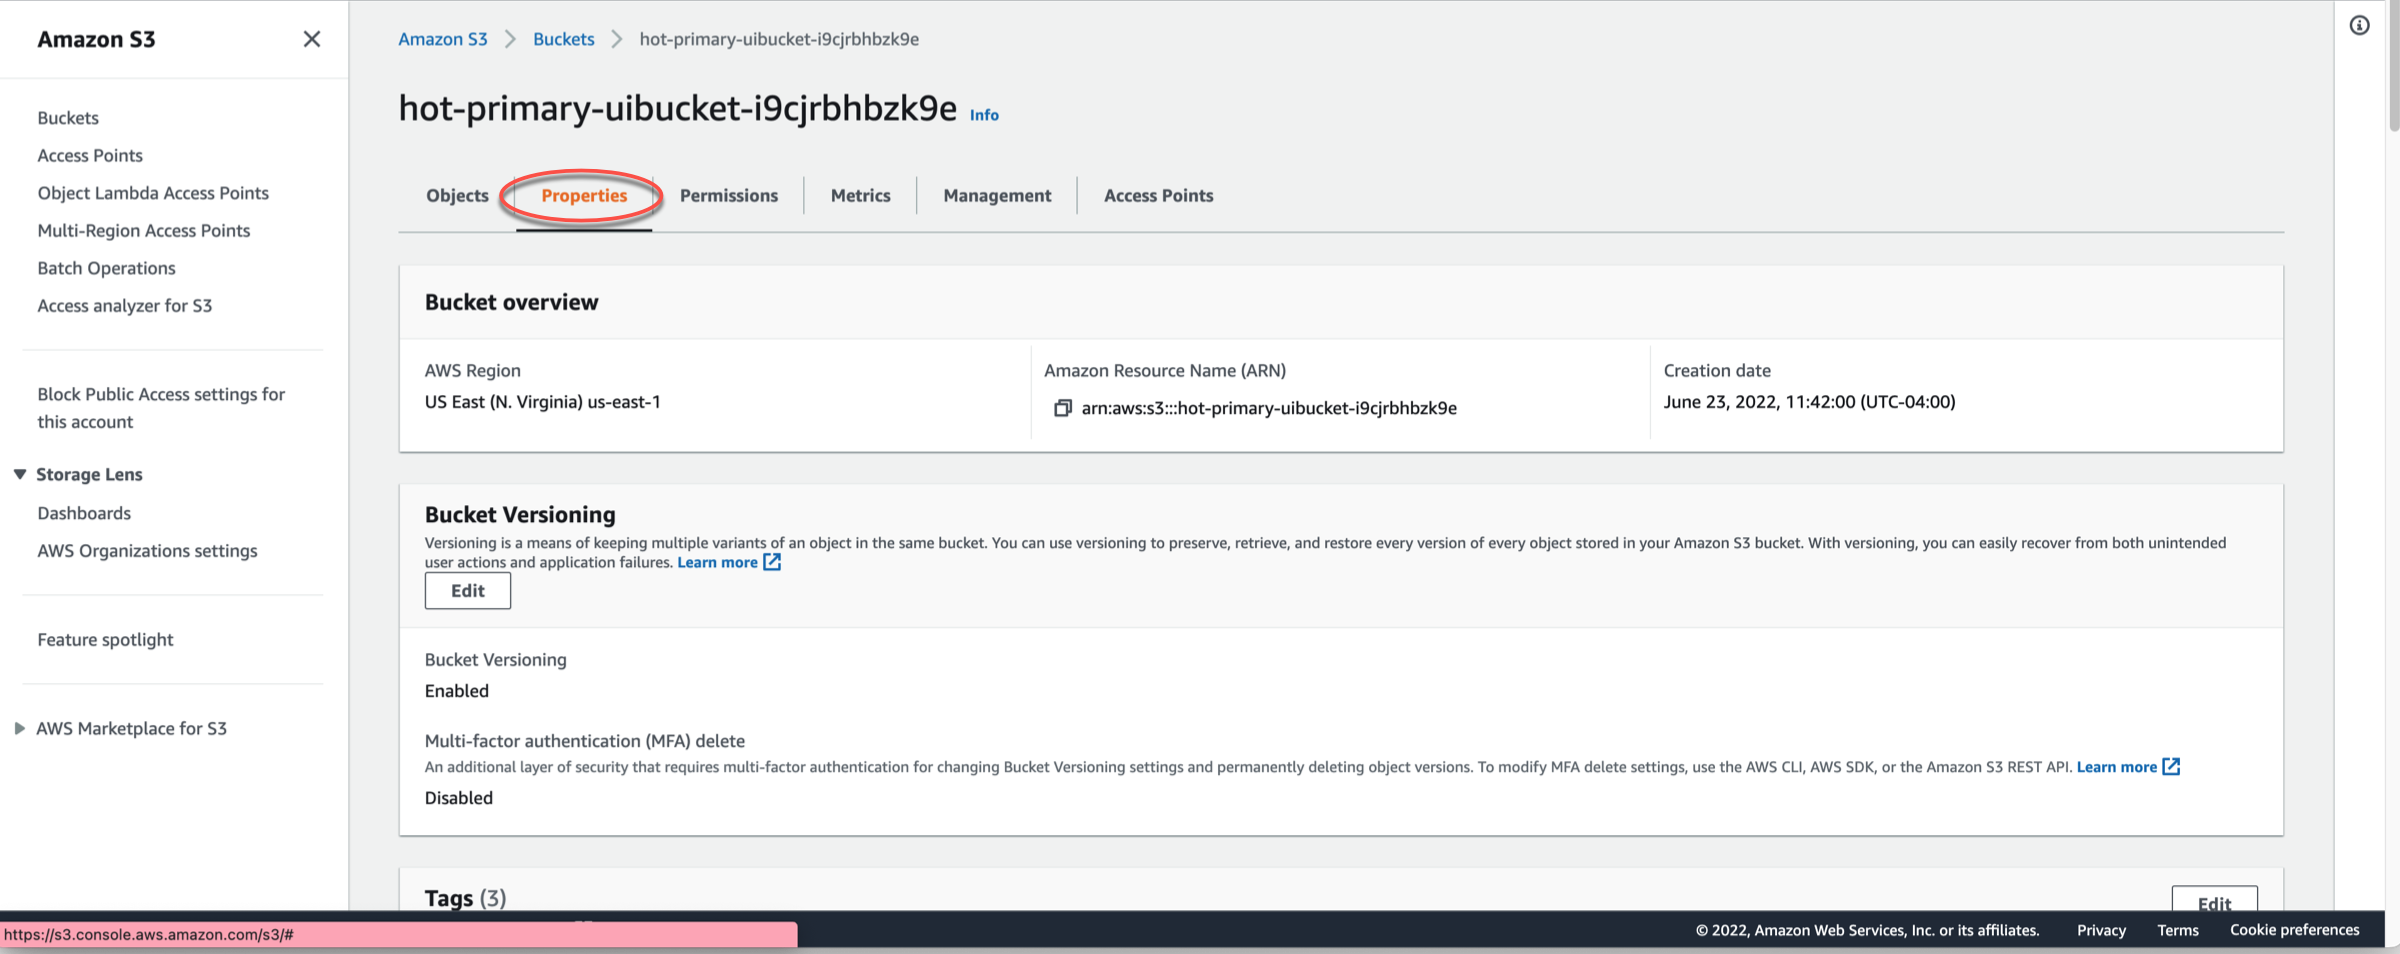 Amazon S3
Buckets
Access Points
Object Lambda Access Points
Multi-Region Access Points
Batch Operations
Access analyzer for S3
Block Public Access settings for
this account
Storage Lens
Dashboards
AWS Organizations settings
Feature spotlight
AWS Marketplace for S3
Amazon S3 Buckets hot-primary-uibucket-i9cjrbhbzk9e
hot-primary-uibucket-i9cjrbhbzk9e Info
Objects Properties Permissions Metrics Management Access Points
Bucket overview
AWS Region
US East (N. Virginia) us-east-1
Amazon Resource Name (ARN)
arn:aws:s3:::hot-primary-uibucket-i9cjrbhbzk9e
Creation date
June 23, 2022, 11:42:00 (UTC-04:00)
Bucket Versioning
Versioning is a means of keeping multiple variants of an object in the same bucket. You can use versioning to preserve, retrieve, and restore every version of every object stored in your Amazon S3 bucket. With versioning, you can easily recover from both unintended
user actions and application failures. Learn more
Edit
Bucket Versioning
Enabled
Multi-factor authentication (MFA) delete
An additional layer of security that requires multi-factor authentication for changing Bucket Versioning settings and permanently deleting object versions. To modify MFA delete settings, use the AWS CLI, AWS SDK, or the Amazon S3 REST API. Learn more
Disabled
Tags (3)
Edit
https://s3.console.aws.amazon.com/s3/#
© 2022, Amazon Web Services, Inc. or its affiliates. Privacy Terms Cookie preferences